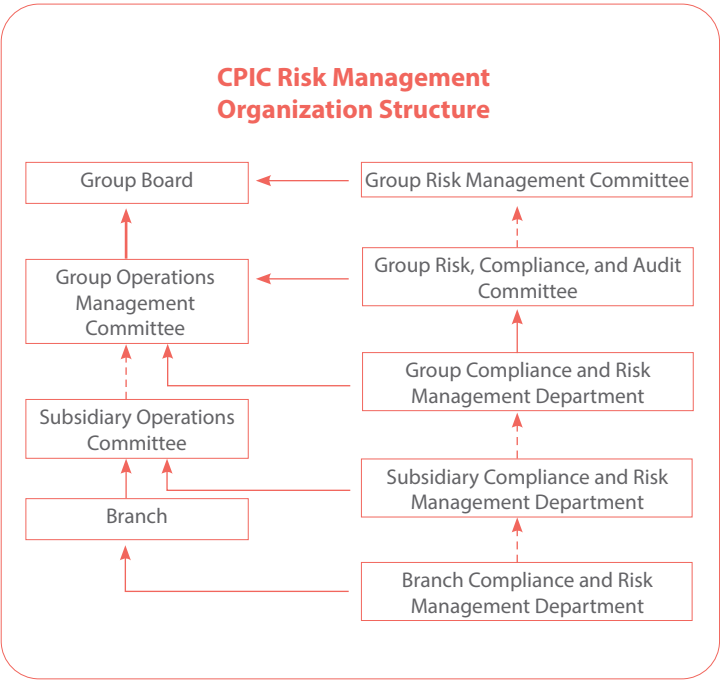 CPIC Risk Management
Organization Structure
Group Board
Group Risk Management Committee
Group Operations
Management
Committee
Group Risk, Compliance, and Audit
Committee
Group Compliance and Risk
Management Department
Subsidiary Operations
Committee
Subsidiary Compliance and Risk
Management Department
Branch
Branch Compliance and Risk
Management Department